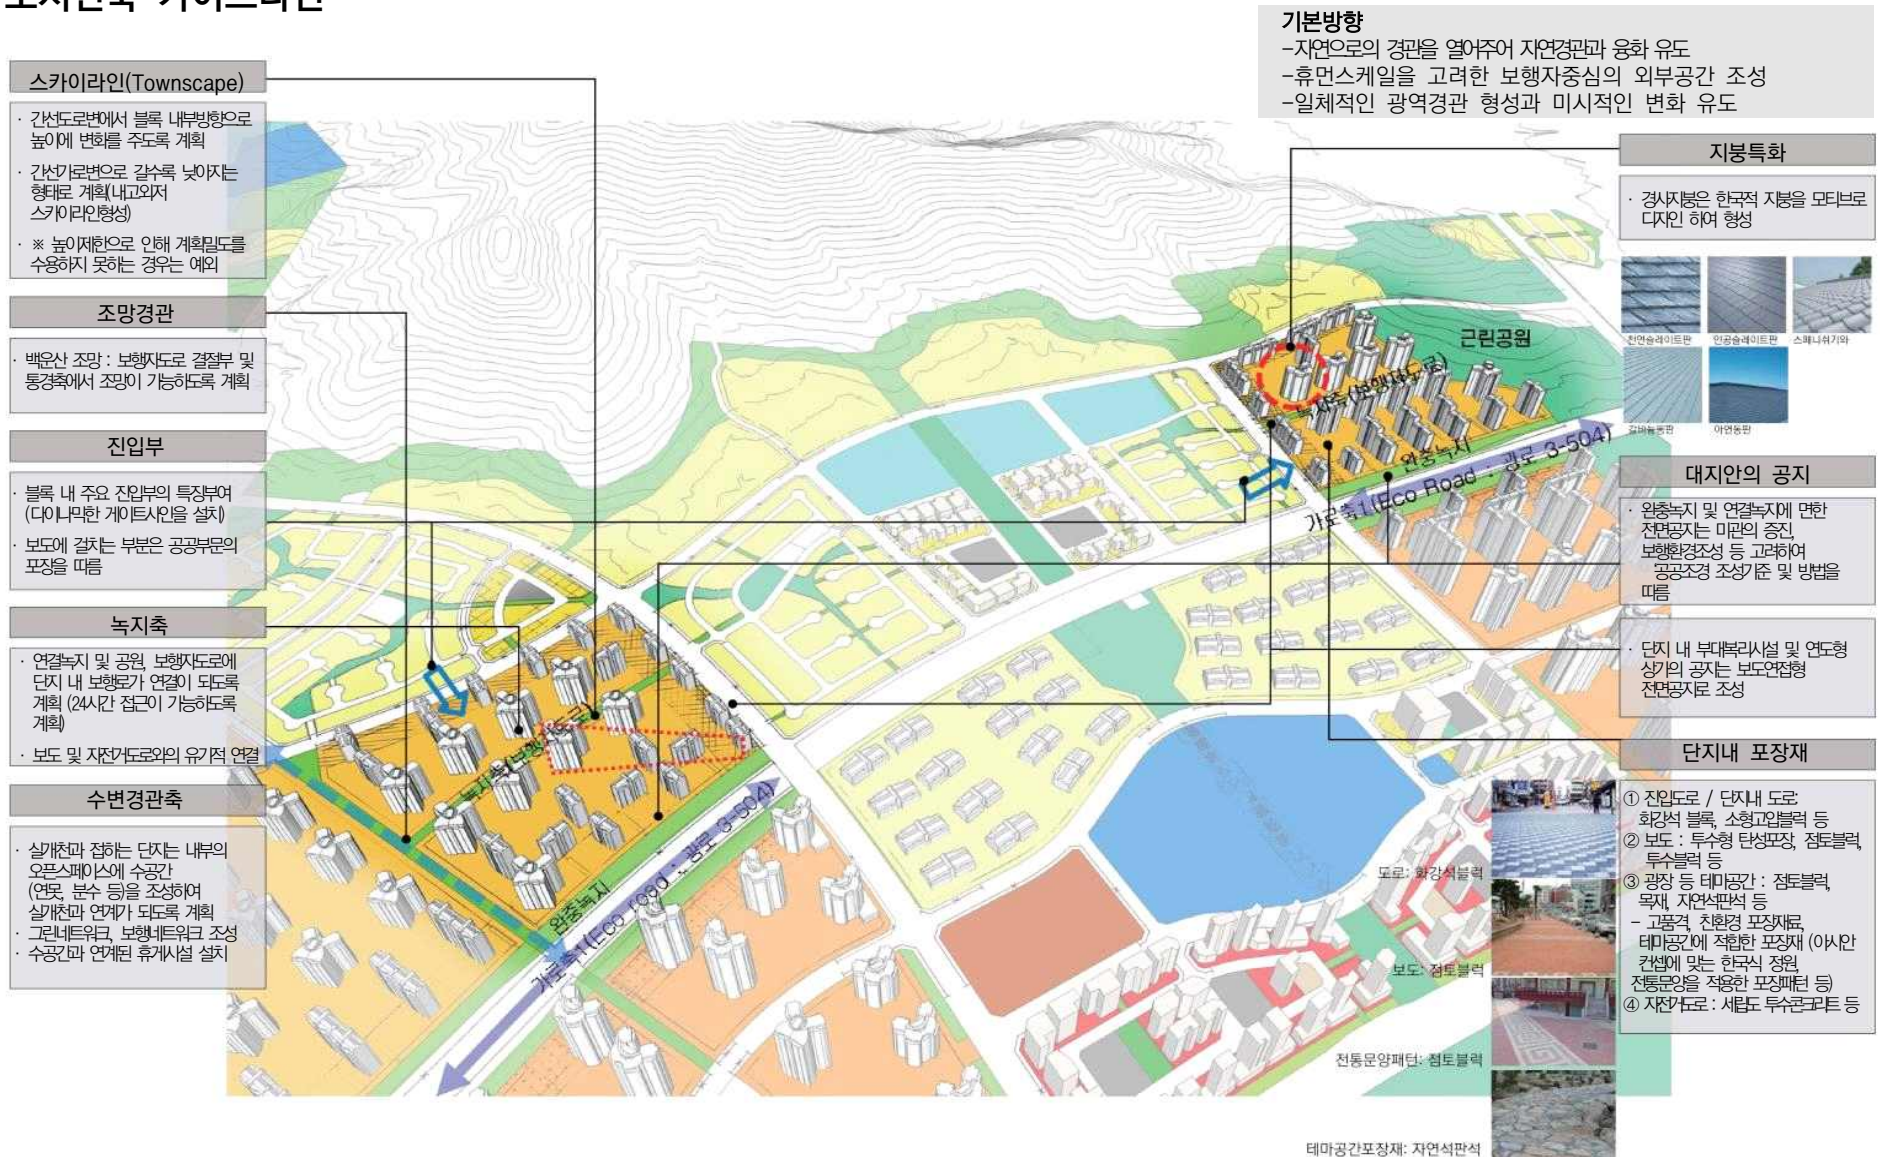 기본방향
-자연으로의 경관을 열어주어 자연경관과 융화 유도
-휴먼스케일을 고려한 보행자중심의 외부공간 조성
-일체적인 광역경관 형성과 미시적인 변화 유도
스카이라인(Townscape)
· 간선도로변에서 블록 내부방향으로
높이에 변화를 주도록 계획
· 간선가로변으로 갈수록 낮아지는
형태로 계획(내고외저
스카이라인형성)
· ※ 높이제한으로 인해 계획밀도를
수용하지 못하는 경우는 예외
조망경관
· 백운산 조망 : 보행자도로 결절부 및
통경축에서 조망이 가능하도록 계획
진입부
· 블록 내 주요 진입부의 특징부여
(다이나믹한 게이트사인을 설치)
· 보도에 걸치는 부분은 공공부문의
포장을 따름
녹지축
· 연결녹지 및 공원, 보행자도로에
단지 내 보행로가 연결이 되도록
계획 (24시간 접근이 가능하도록
계획)
· 보도 및 자전거도로와의 유기적 연결
수변경관축
· 실개천과 접하는 단지는 내부의
오픈스페이스에 수공간
(연못, 분수 등)을 조성하여
실개천과 연계가 되도록 계획
· 그린네트워크, 보행네트워크 조성
· 수공간과 연계된 휴게시설 설치
근린공원
녹지축(보행자도로)
완충녹지
가로축1(Eco Road : 광로 3-504)
녹지축(보행자도로)
완충녹지
가로축1(Eco road : 광로 3-504)
지붕특화
· 경사지붕은 한국적 지붕을 모티브로
디자인 하여 형성
천연슬레이트판 인공슬레이트판 스페니쉬기와
갈바늄동판 아연동판
대지안의 공지
· 완충녹지 및 연결녹지에 면한
전면공지는 미관의 증진,
보행환경조성 등 고려하여
공공조경 조성기준 및 방법을
따름
· 단지 내 부대복리시설 및 연도형
상가의 공지는 보도연접형
전면공지로 조성
단지내 포장재
① 진입도로 / 단지내 도로:
화강석 블록, 소형고압블럭 등
② 보도 : 투수형 탄성포장, 점토블럭,
투수블럭 등
③ 광장 등 테마공간 : 점토블럭,
목재, 자연석판석 등
- 고품격, 친환경 포장재료,
테마공간에 적합한 포장재 (아시안
컨셉에 맞는 한국식 정원,
전통문양을 적용한 포장패턴 등)
④ 자전거도로 : 세립도 투수콘크리트 등
도로: 화강석블럭
보도: 점토블럭
전통문양패턴: 점토블럭
테마공간포장재: 자연석판석